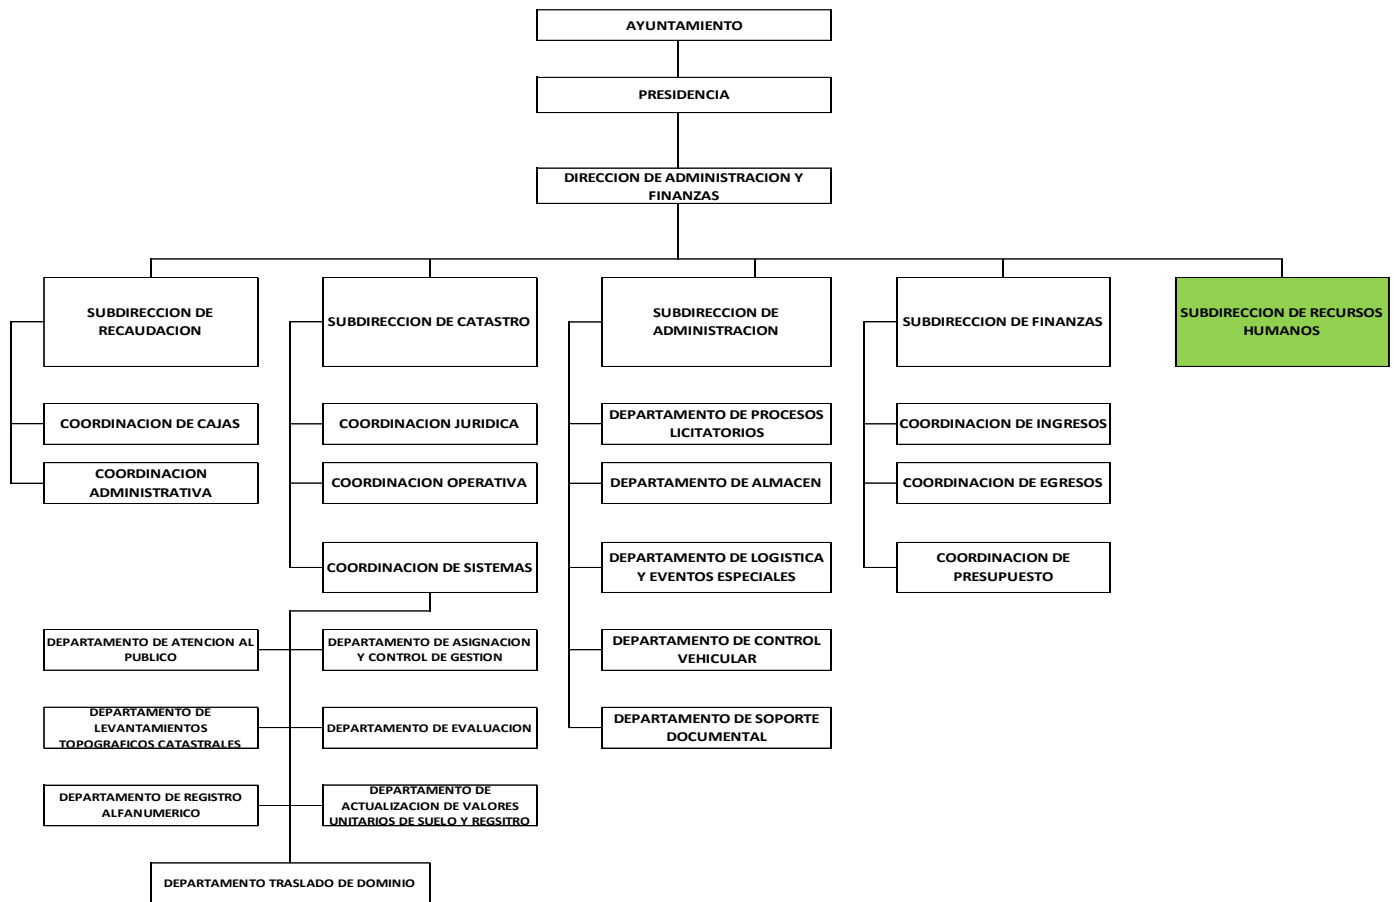 AYUNTAMIENTO
PRESIDENCIA
DIRECCION DE ADMINISTRACION Y
FINANZAS
SUBDIRECCION DE
RECAUDACION
SUBDIRECCION DE CATASTRO
SUBDIRECCION DE
ADMINISTRACION
SUBDIRECCION DE FINANZAS
SUBDIRECCION DE RECURSOS
HUMANOS
COORDINACION DE CAJAS
COORDINACION JURIDICA
DEPARTAMENTO DE PROCESOS
LICITATORIOS
COORDINACION DE INGRESOS
COORDINACION
ADMINISTRATIVA
COORDINACION OPERATIVA
DEPARTAMENTO DE ALMACEN
COORDINACION DE EGRESOS
COORDINACION DE SISTEMAS
DEPARTAMENTO DE LOGISTICA
Y EVENTOS ESPECIALES
COORDINACION DE
PRESUPUESTO
DEPARTAMENTO DE ATENCION AL
PUBLICO
DEPARTAMENTO DE ASIGNACION
Y CONTROL DE GESTION
DEPARTAMENTO DE CONTROL
VEHICULAR
DEPARTAMENTO DE
LEVANTAMIENTOS
TOPOGRAFICOS CATASTRALES
DEPARTAMENTO DE EVALUACION
DEPARTAMENTO DE SOPORTE
DOCUMENTAL
DEPARTAMENTO DE REGISTRO
ALFANUMERICO
DEPARTAMENTO DE
ACTUALIZACION DE VALORES
UNITARIOS DE SUELO Y REGSITRO
DEPARTAMENTO TRASLADO DE DOMINIO